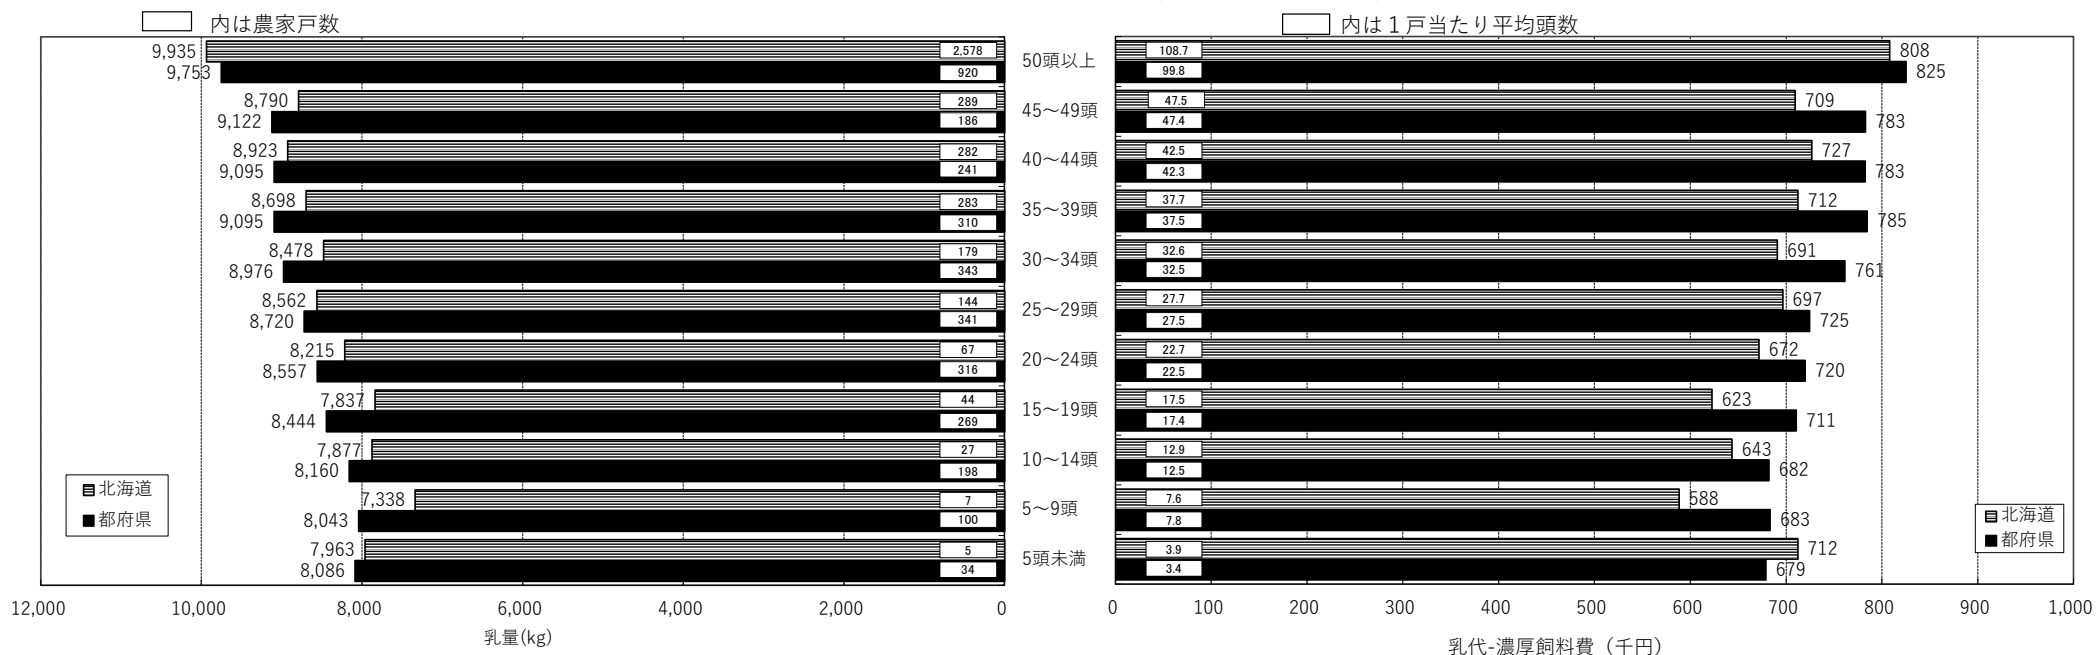 内は農家戸数
内は１戸当たり平均頭数
9,935 2,578 50頭以上 108.7 808
9,753 920 99.8 825
8,790 289 45～49頭 47.5 709
9,122 186 47.4 783
8,923 282 40～44頭 42.5 727
9,095 241 42.3 783
8,698 283 35～39頭 37.7 712
9,095 310 37.5 785
8,478 179 30～34頭 32.6 691
8,976 343 32.5 761
8,562 144 25～29頭 27.7 697
8,720 341 27.5 725
8,215 67 20～24頭 22.7 672
8,557 316 22.5 720
7,837 44 15～19頭 17.5 623
8,444 269 17.4 711
7,877 27 10～14頭 12.9 643
8,160 198 12.5 682
7,338 7 5～9頭 7.6 588
8,043 100 7.8 683
7,963 5 5頭未満 3.9 712
8,086 34 3.4 679
北海道
都府県
北海道
都府県
12,000 10,000 8,000 6,000 4,000 2,000 0
0 100 200 300 400 500 600 700 800 900 1,000
乳量(kg)
乳代-濃厚飼料費（千円）